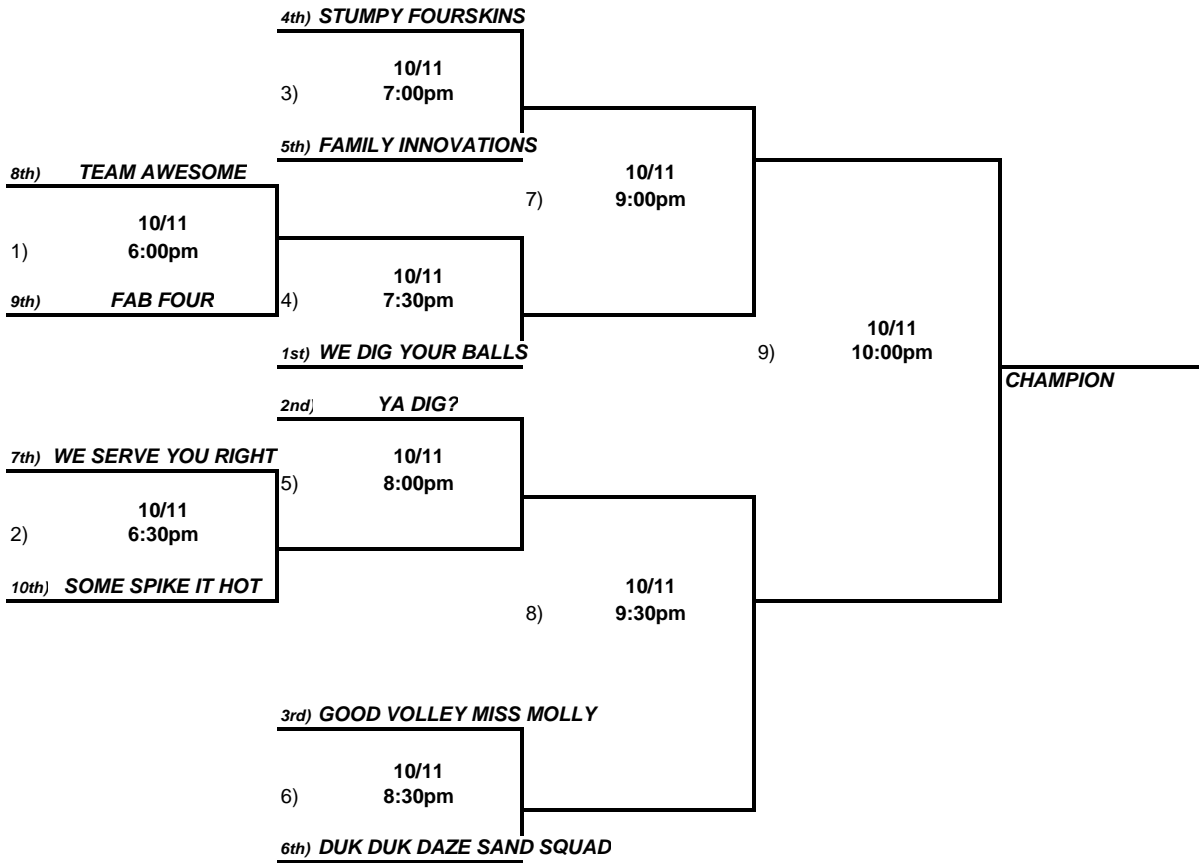 4th) STUMPY FOURSKINS
10/11
3) 7:00pm
5th) FAMILY INNOVATIONS
8th) TEAM AWESOME
10/11
7) 9:00pm
10/11
1) 6:00pm
10/11
9th) FAB FOUR
4) 7:30pm
10/11
9) 10:00pm
1st) WE DIG YOUR BALLS
CHAMPION
2nd) YA DIG?
7th) WE SERVE YOU RIGHT
10/11
5) 8:00pm
10/11
2) 6:30pm
10th) SOME SPIKE IT HOT
10/11
8) 9:30pm
3rd) GOOD VOLLEY MISS MOLLY
10/11
6) 8:30pm
6th) DUK DUK DAZE SAND SQUAD